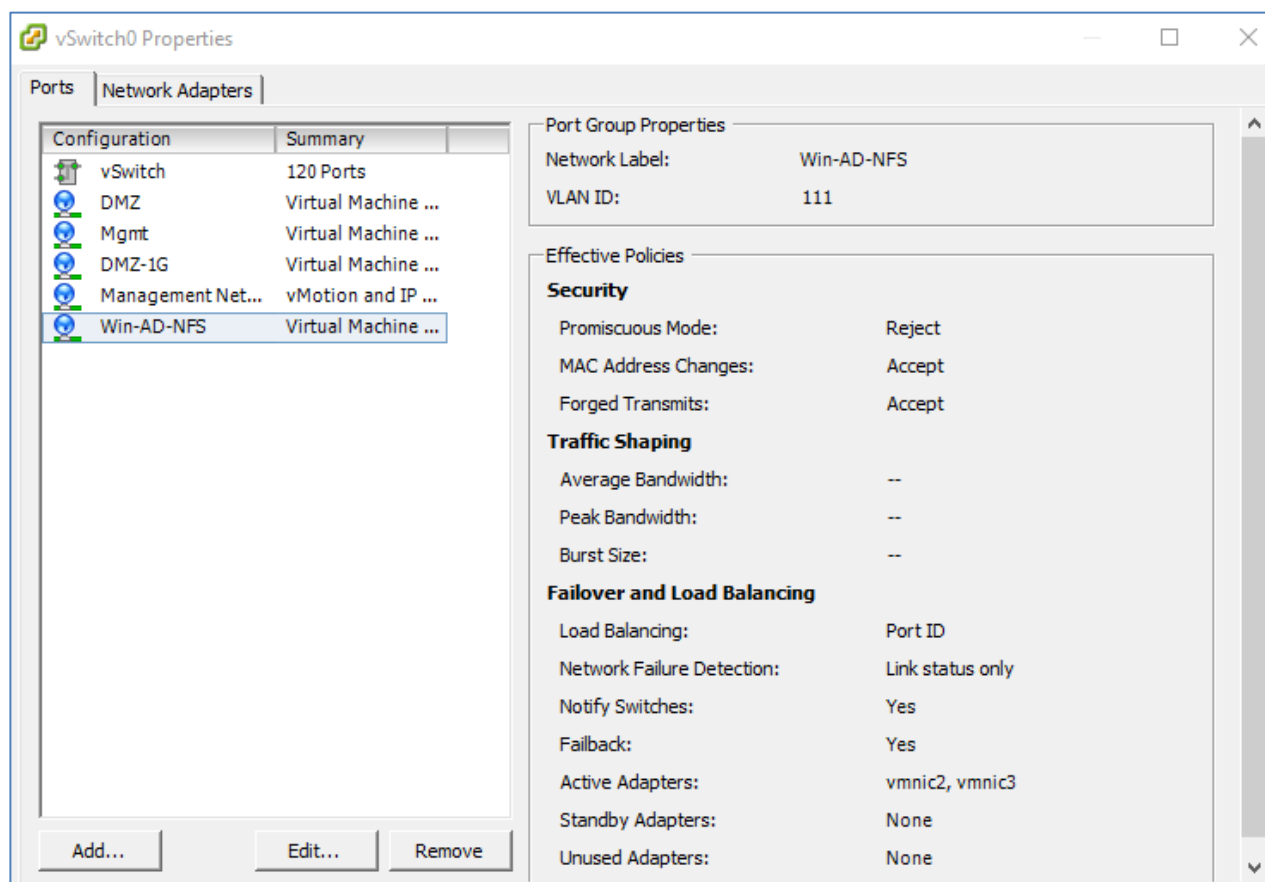 vSwitch0 Properties
Ports
Network Adapters
Configuration Summary
vSwitch 120 Ports
DMZ Virtual Machine ...
Mgmt Virtual Machine ...
DMZ-1G Virtual Machine ...
Management Net... vMotion and IP ...
Win-AD-NFS Virtual Machine ...
Add... Edit... Remove
Port Group Properties
Network Label: Win-AD-NFS
VLAN ID: 111
Effective Policies
Security
Promiscuous Mode: Reject
MAC Address Changes: Accept
Forged Transmits: Accept
Traffic Shaping
Average Bandwidth: --
Peak Bandwidth: --
Burst Size: --
Failover and Load Balancing
Load Balancing: Port ID
Network Failure Detection: Link status only
Notify Switches: Yes
Failback: Yes
Active Adapters: vmnic2, vmnic3
Standby Adapters: None
Unused Adapters: None